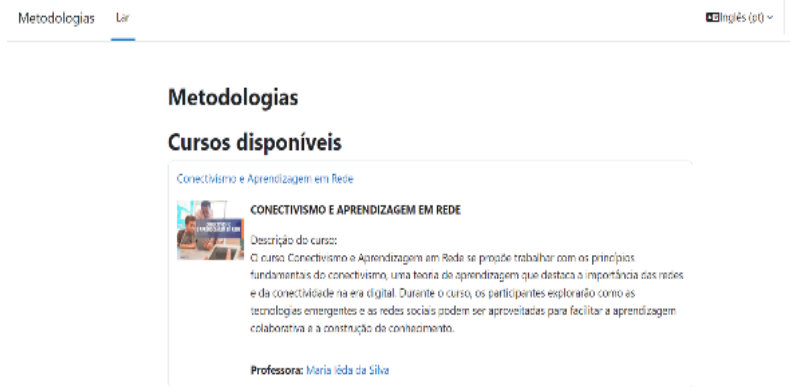 Metodologias Lar Inglês (pt)
Metodologias
Cursos disponíveis
Conectivismo e Aprendizagem em Rede
CONECTIVISMO E APRENDIZAGEM EM REDE
Descrição do curso:
O curso Conectivismo e Aprendizagem em Rede se propõe trabalhar com os princípios
fundamentais do conectivismo, uma teoria de aprendizagem que destaca a importância das redes
e da conectividade na era digital. Durante o curso, os participantes explorarão como as
tecnologias emergentes e as redes sociais podem ser aproveitadas para facilitar a aprendizagem
colaborativa e a construção de conhecimento.
Professora: Maria Iêda da Silva